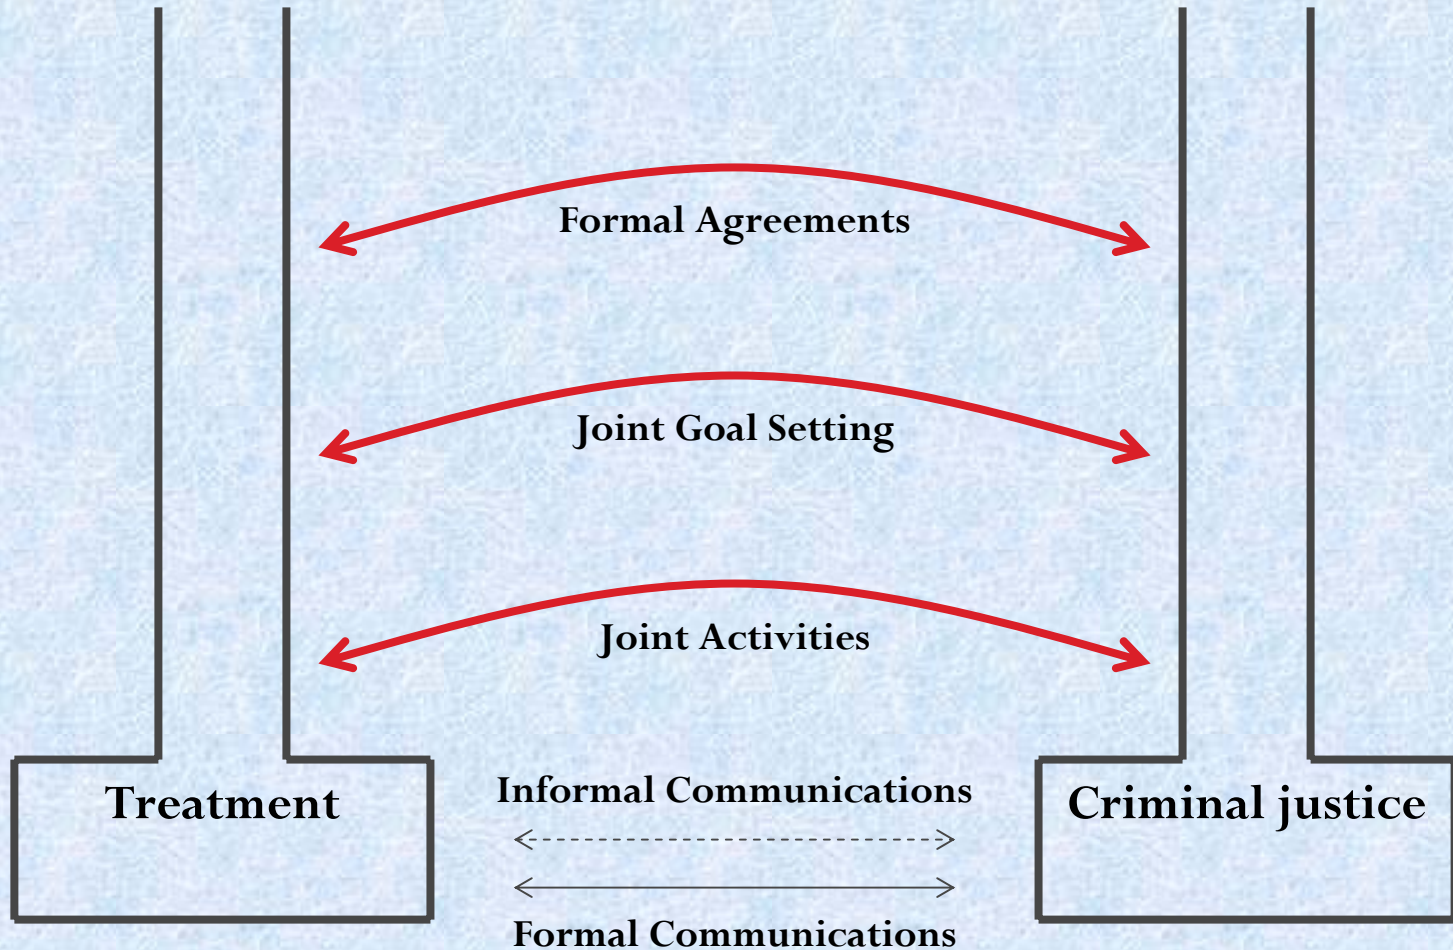 Formal Agreements
Joint Goal Setting
Joint Activities
Treatment
Informal Communications
Criminal justice
Formal Communications